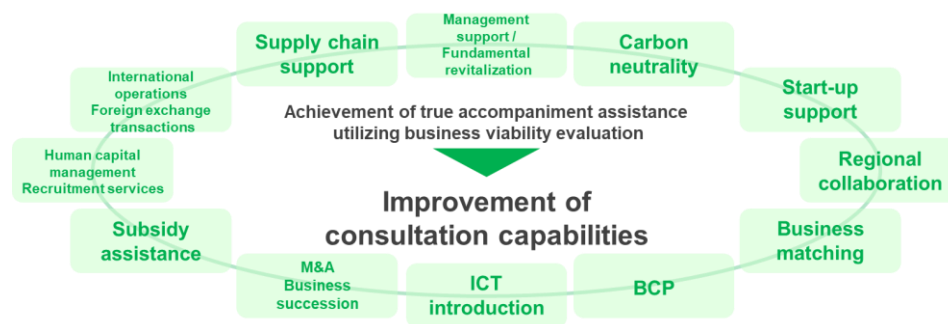 Management
support /
Fundamental
revitalization
Supply chain
support
Carbon
neutrality
International
operations
Foreign exchange
transactions
Start-up
support
Achievement of true accompaniment assistance
utilizing business viability evaluation
Human capital
management
Recruitment services
Regional
collaboration
Improvement of
consultation capabilities
Subsidy
assistance
Business
matching
M&A
Business
succession
ICT
introduction
BCP